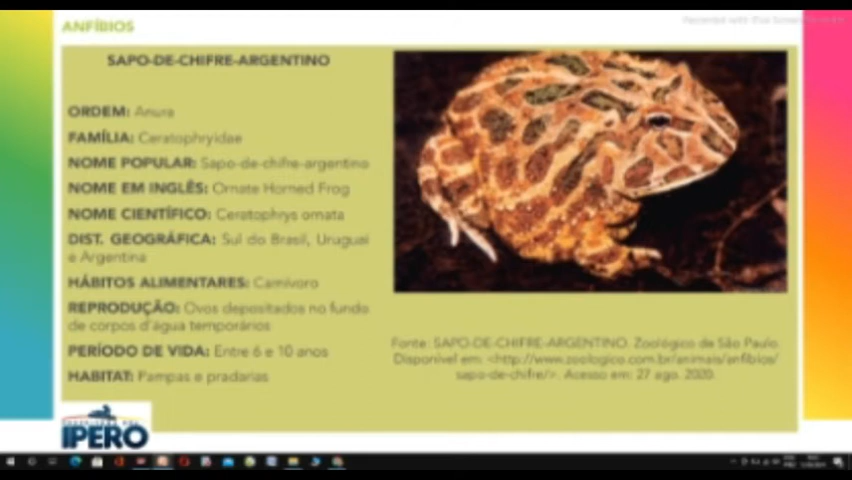 ANFÍBIOS
SAPO-DE-CHIFRE-ARGENTINO
ORDEM: Anura
FAMÍLIA: Ceratophryidae
NOME POPULAR: Sapo-de-chifre-argentino
NOME EM INGLÊS: Ornate Horned Frog
NOME CIENTÍFICO: Ceratophrys ornata
DIST. GEOGRÁFICA: Sul do Brasil, Uruguai
e Argentina
HÁBITOS ALIMENTARES: Carnívoro
REPRODUÇÃO: Ovos depositados no fundo
de corpos d'água temporários
PERÍODO DE VIDA: Entre 6 e 10 anos
HABITAT: Pampas e pradarias
Fonte: SAPO-DE-CHIFRE-ARGENTINO. Zoológico de São Paulo.
Disponível em: <http://www.zoologico.com.br/animais/anfibios/
sapo-de-chifre/>. Acesso em: 27 ago. 2020.
IPERÓ